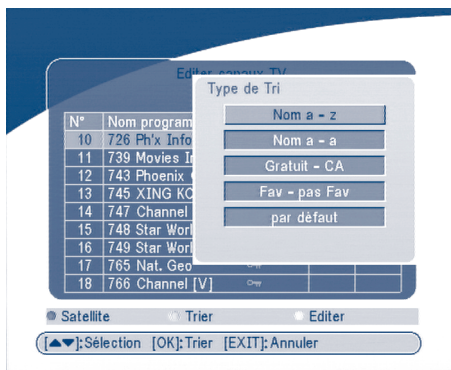 Editer canaux TV
Type de Tri
Nom a - z
Nom a - a
Gratuit - CA
Fav - pas Fav
par défaut
N° Nom program
10 726 Ph'x Info
11 739 Movies
12 743 Phoenix
13 745 XING KO
14 747 Channel
15 748 Star Worl
16 749 Star Worl
17 765 Nat. Geo
18 766 Channel [V]
Satellite Trier Editer
[▲▼]:Sélection [OK]:Trier [EXIT]:Annuler